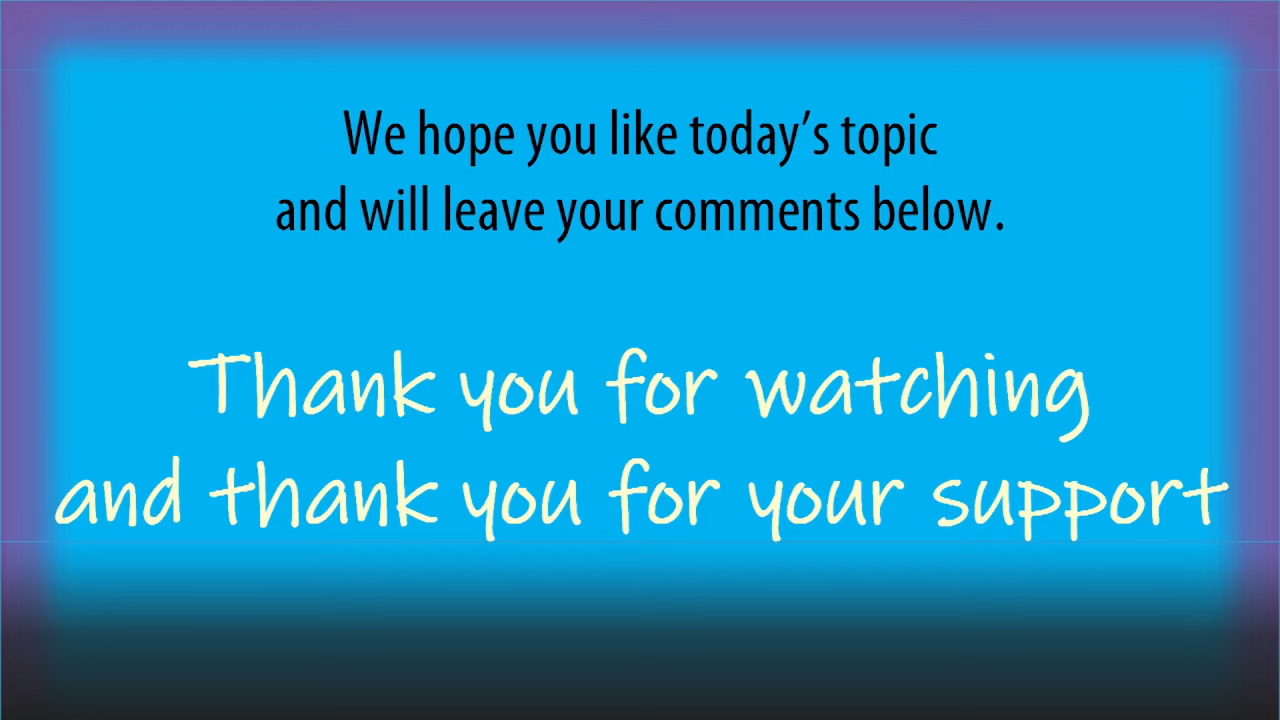 We hope you like today’s topic
and will leave your comments below.
Thank you for watching
and thank you for your support